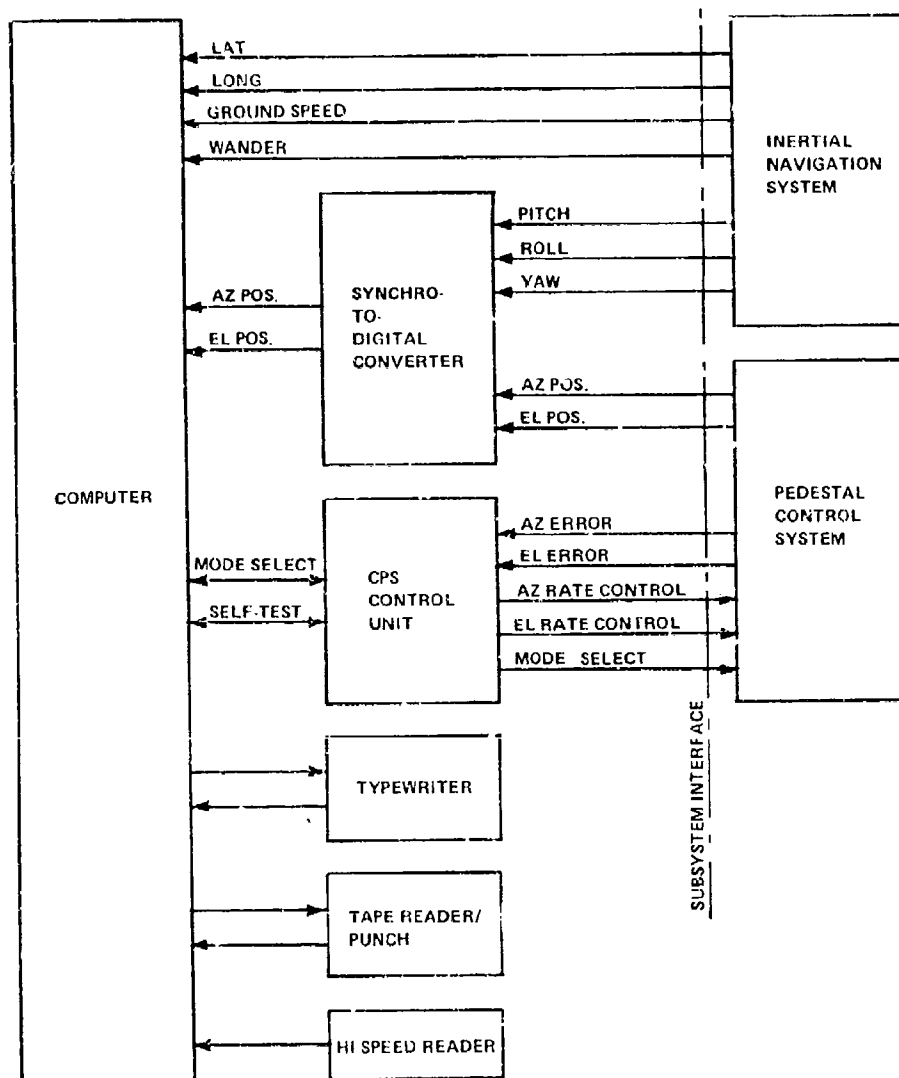 LAT
LONG
GROUND SPEED
WANDER
INERTIAL
NAVIGATION
SYSTEM
PITCH
ROLL
YAW
AZ POS.
EL POS.
SYNCHRO-
TO-
DIGITAL
CONVERTER
AZ POS.
EL POS.
COMPUTER
PEDESTAL
CONTROL
SYSTEM
AZ ERROR
EL ERROR
AZ RATE CONTROL
EL RATE CONTROL
MODE SELECT
MODE SELECT
SELF-TEST
CPS
CONTROL
UNIT
TYPEWRITER
SUBSYSTEM INTERFACE
TAPE READER/
PUNCH
HI SPEED READER